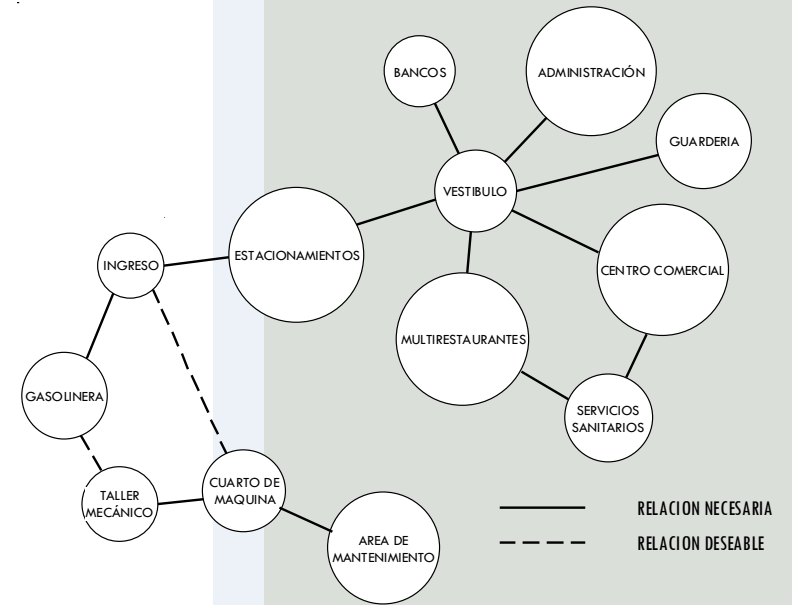 BANCOS
ADMINISTRACIÓN
GUARDERIA
VESTIBULO
ESTACIONAMIENTOS
INGRESO
CENTRO COMERCIAL
MULTIRESTAURANTES
GASOLINERA
SERVICIOS
SANITARIOS
CUARTO DE
MAQUINA
TALLER
MECÁNICO
AREA DE
MANTENIMIENTO
RELACION NECESARIA
RELACION DESEABLE